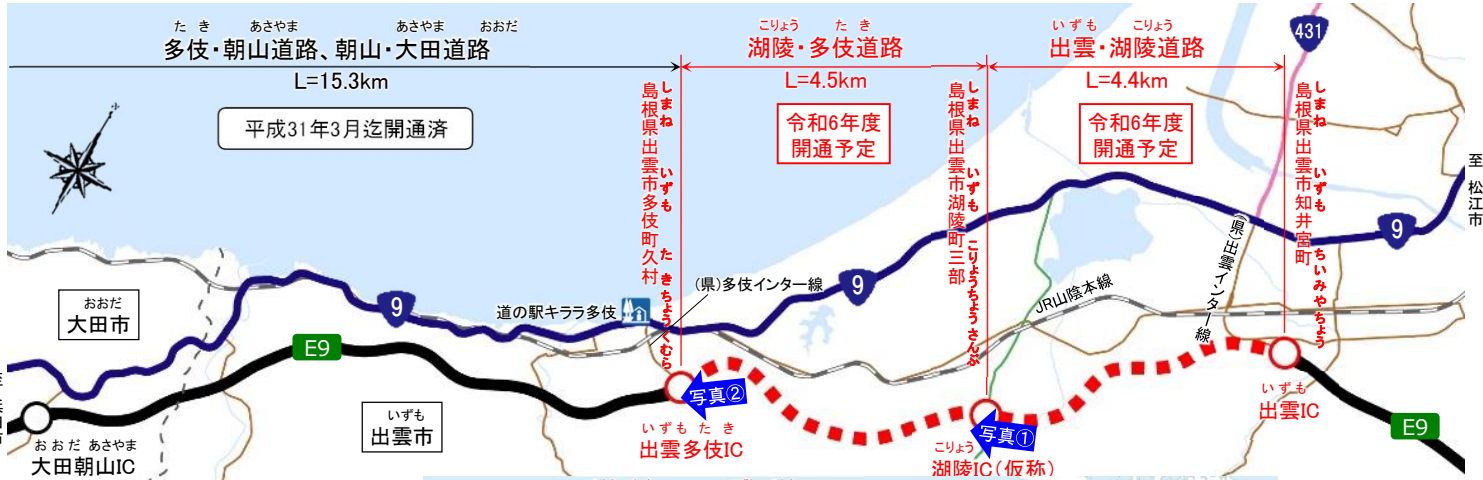 たき あさやま あさやま おおだ
多伎・朝山道路、朝山・大田道路
L=15.3km
平成31年3月迄開通済
こりょう たき
湖陵・多伎道路
L=4.5km
令和6年度
開通予定
いずも こりょう
出雲・湖陵道路
L=4.4km
令和6年度
開通予定
431
島根県出雲市多伎町久村
しまね いずも たきちょうくむら
島根県出雲市湖陵町三部
しまね いずも こりょうちょうさんぶ
島根県出雲市知井宮町
しまね いずも ちいみやちょう
至 松江市
9
9
9
(県)出雲インター線
(県)多伎インター線
JR山陰本線
道の駅キララ多伎
おおだ
大田市
E9
いずも
出雲市
おおだ あさやま
大田朝山IC
写真②
いずも たき
出雲多伎IC
写真①
こりょう
湖陵IC(仮称)
いずも
出雲IC
E9
至